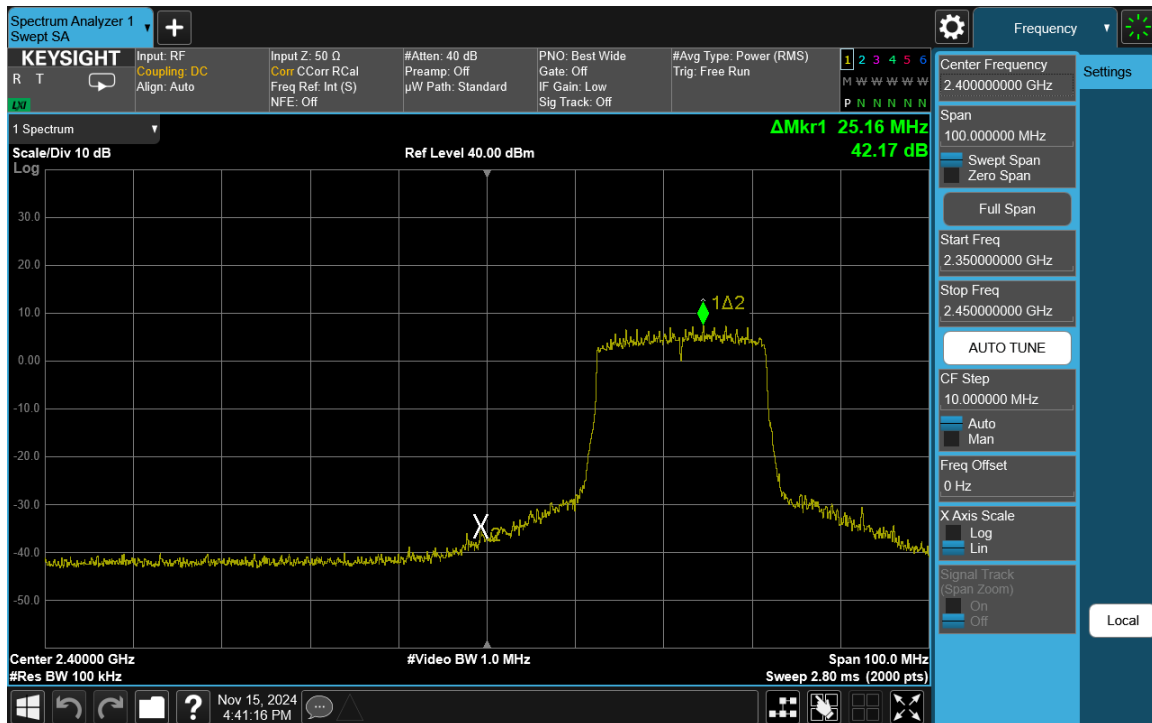 Spectrum Analyzer 1
Swept SA
+
Frequency
KEYSIGHT
R T
LXI
Input: RF
Coupling: DC
Align: Auto
Input Z: 50 Ω
Corr CCorr RCal
Freq Ref: Int (S)
NFE: Off
#Atten: 40 dB
Preamp: Off
µW Path: Standard
PNO: Best Wide
Gate: Off
IF Gain: Low
Sig Track: Off
#Avg Type: Power (RMS)
Trig: Free Run
1 2 3 4 5 6
M W W W W W
P N N N N N
1 Spectrum
ΔMkr1 25.16 MHz
42.17 dB
Scale/Div 10 dB
Ref Level 40.00 dBm
Log
30.0
20.0
10.0
0.00
-10.0
-20.0
-30.0
-40.0
-50.0
1Δ2
X2
Center 2.40000 GHz
#Video BW 1.0 MHz
Span 100.0 MHz
#Res BW 100 kHz
Sweep 2.80 ms (2000 pts)
Center Frequency
2.400000000 GHz
Settings
Span
100.000000 MHz
Swept Span
Zero Span
Full Span
Start Freq
2.350000000 GHz
Stop Freq
2.450000000 GHz
AUTO TUNE
CF Step
10.000000 MHz
Auto
Man
Freq Offset
0 Hz
X Axis Scale
Log
Lin
Signal Track
(Span Zoom)
On
Off
Local
?
Nov 15, 2024
4:41:16 PM